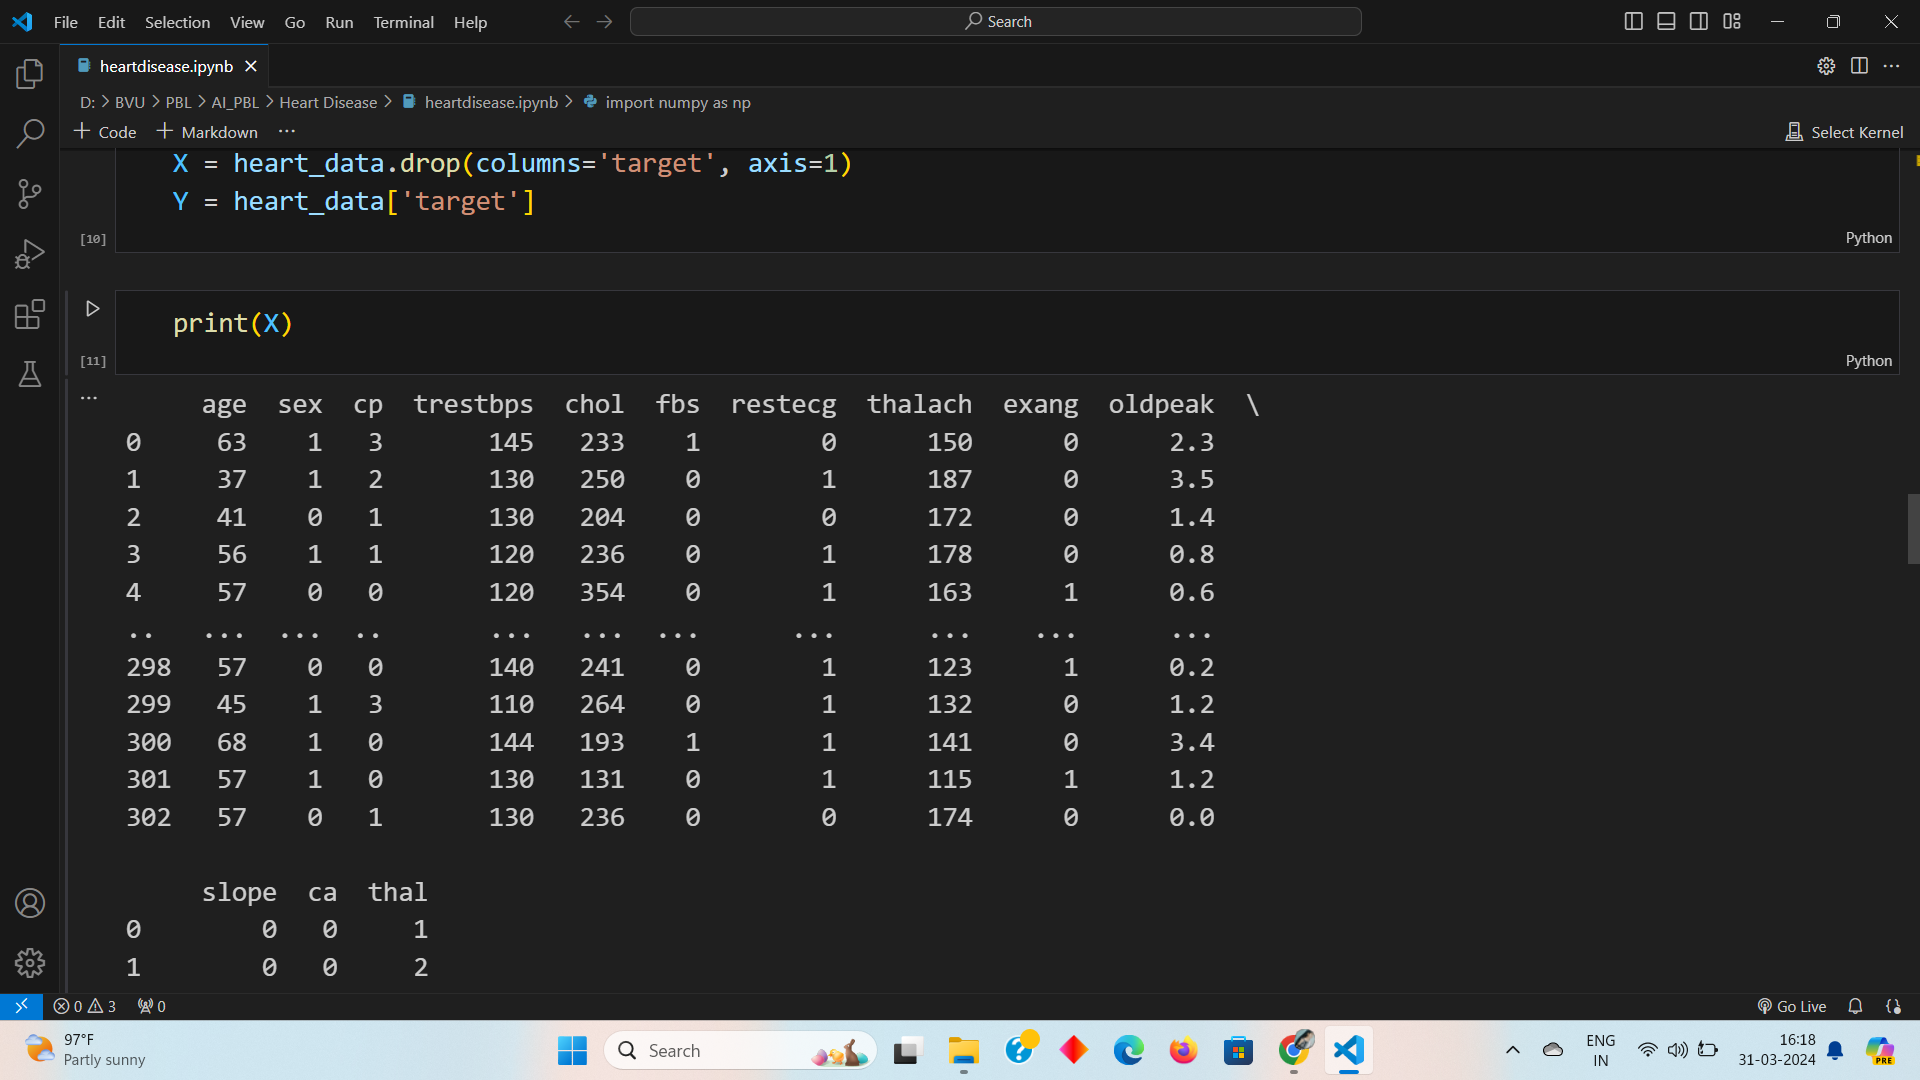 File Edit Selection View Go Run Terminal Help
Search
heartdisease.ipynb
D: > BVU > PBL > AI_PBL > Heart Disease > heartdisease.ipynb > import numpy as np
+ Code + Markdown ...
Select Kernel
X = heart_data.drop(columns='target', axis=1)
Y = heart_data['target']
[10]
Python
print(X)
[11]
Python
...
age sex cp trestbps chol fbs restecg thalach exang oldpeak \
0 63 1 3 145 233 1 0 150 0 2.3
1 37 1 2 130 250 0 1 187 0 3.5
2 41 0 1 130 204 0 0 172 0 1.4
3 56 1 1 120 236 0 1 178 0 0.8
4 57 0 0 120 354 0 1 163 1 0.6
.. ... ... .. ... ... ... ... ... ... ...
298 57 0 0 140 241 0 1 123 1 0.2
299 45 1 3 110 264 0 1 132 0 1.2
300 68 1 0 144 193 1 1 141 0 3.4
301 57 1 0 130 131 0 1 115 1 1.2
302 57 0 1 130 236 0 0 174 0 0.0
slope ca thal
0 0 0 1
1 0 0 2
0 3 0
Go Live
97°F
Partly sunny
Search
PRE
ENG
IN
16:18
31-03-2024